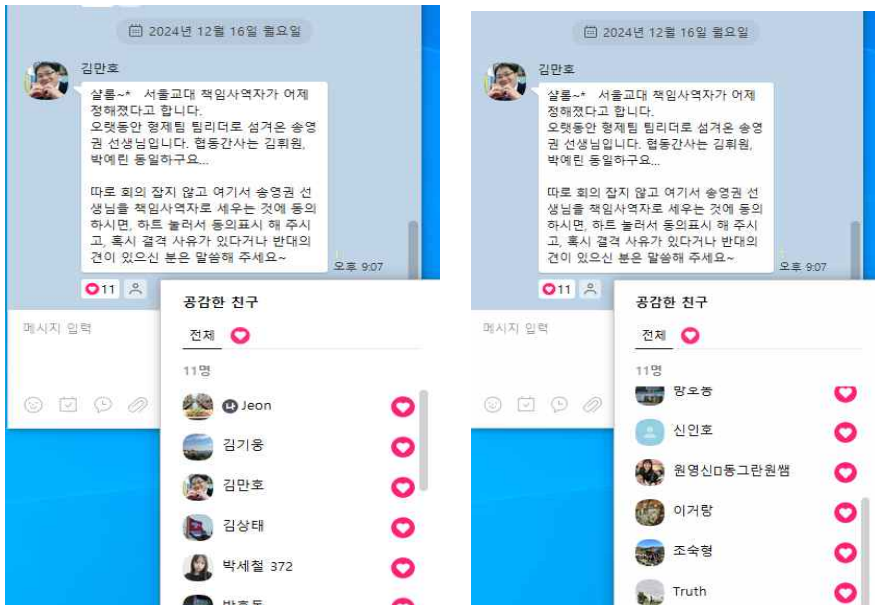 2024년 12월 16일 월요일
김만호
샬롬~* 서울교대 책임사역자가 어제
정해졌다고 합니다.
오랫동안 형제팀 팀리더로 섬겨온 송영
권 선생님입니다. 협동간사는 김휘원,
박예린 동일하구요...
따로 회의 잡지 않고 여기서 송영권 선
생님을 책임사역자로 세우는 것에 동의
하시면, 하트 눌러서 동의표시 해 주시
고, 혹시 결격 사유가 있다거나 반대의
견이 있으신 분은 말씀해 주세요~
오후 9:07
11
메시지 입력
공감한 친구
전체
11명
나 Jeon
김기웅
김만호
김상태
박세철 372
2024년 12월 16일 월요일
김만호
샬롬~* 서울교대 책임사역자가 어제
정해졌다고 합니다.
오랫동안 형제팀 팀리더로 섬겨온 송영
권 선생님입니다. 협동간사는 김휘원,
박예린 동일하구요...
따로 회의 잡지 않고 여기서 송영권 선
생님을 책임사역자로 세우는 것에 동의
하시면, 하트 눌러서 동의표시 해 주시
고, 혹시 결격 사유가 있다거나 반대의
견이 있으신 분은 말씀해 주세요~
오후 9:07
11
메시지 입력
공감한 친구
전체
11명
신인호
원영신□동그란원쌤
이거랑
조숙형
Truth